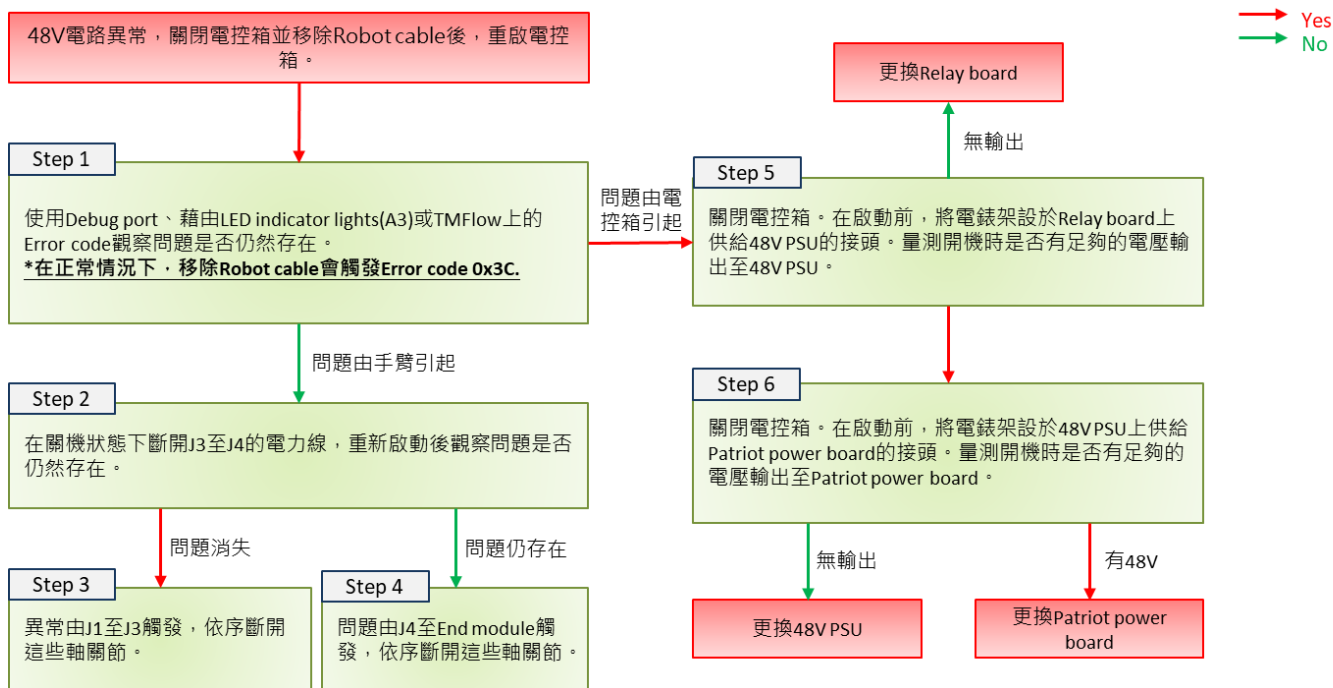 48V電路異常，關閉電控箱並移除Robot cable後，重啟電控
箱。
Yes
No
更換Relay board
無輸出
Step 1
使用Debug port、藉由LED indicator lights(A3)或TMFlow上的
Error code觀察問題是否仍然存在。
*在正常情況下，移除Robot cable會觸發Error code 0x3C.
問題由電
控箱引起
Step 5
關閉電控箱。在啟動前，將電錶架設於Relay board上
供給48V PSU的接頭。量測開機時是否有足夠的電壓輸
出至48V PSU。
問題由手臂引起
Step 2
在關機狀態下斷開J3至J4的電力線，重新啟動後觀察問題是否
仍然存在。
Step 6
關閉電控箱。在啟動前，將電錶架設於48V PSU上供給
Patriot power board的接頭。量測開機時是否有足夠的
電壓輸出至Patriot power board。
問題消失
問題仍存在
無輸出
有48V
Step 3
異常由J1至J3觸發，依序斷開
這些軸關節。
Step 4
問題由J4至End module觸
發，依序斷開這些軸關節。
更換48V PSU
更換Patriot power
board